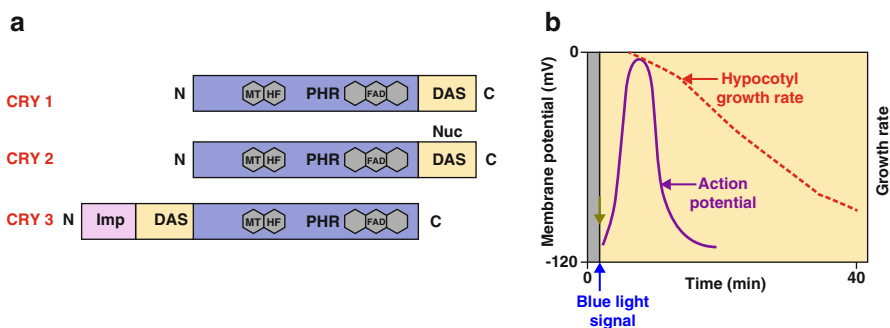 a
CRY 1
N
MT HF
PHR
FAD
DAS
C
Nuc
CRY 2
N
MT HF
PHR
FAD
DAS
C
CRY 3
N
Imp
DAS
MT HF
PHR
FAD
C
b
0
Membrane potential (mV)
-120
Hypocotyl
growth rate
Action
potential
Growth rate
0
Time (min)
40
Blue light
signal